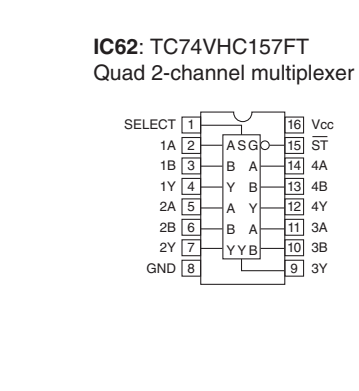 IC62: TC74VHC157FT
Quad 2-channel multiplexer
SELECT 1 16 Vcc
1A 2 A S G 15 ST
1B 3 B A 14 4A
1Y 4 Y B 13 4B
2A 5 A Y 12 4Y
2B 6 B A 11 3A
2Y 7 Y Y B 10 3B
GND 8 9 3Y